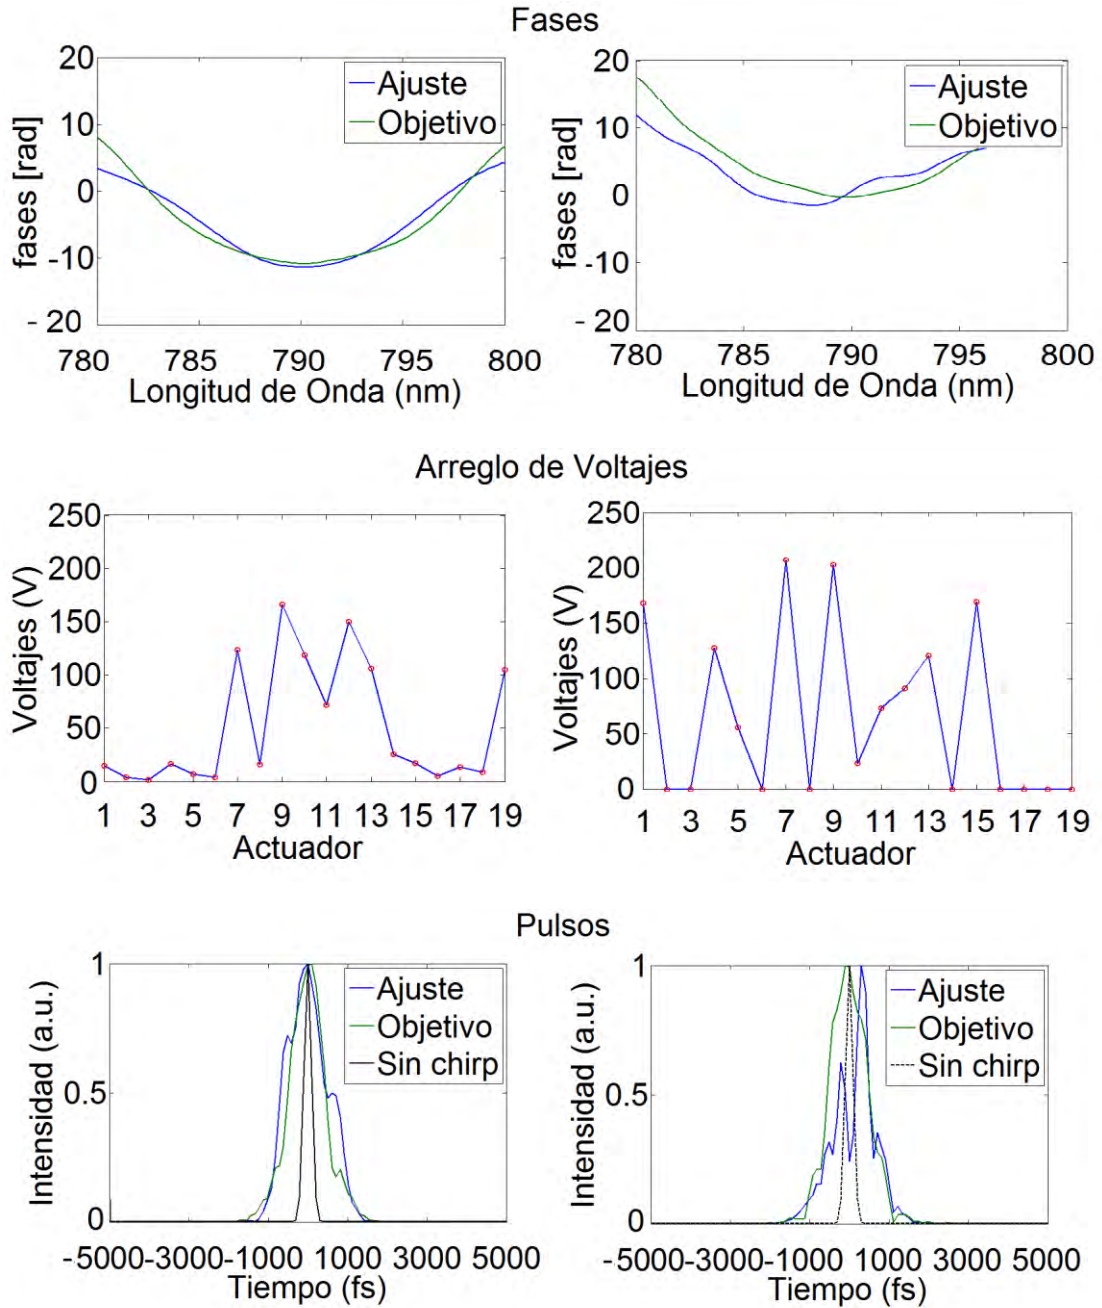 Fases
20
10
0
-10
-20
fases [rad]
Ajuste
Objetivo
780 785 790 795 800
Longitud de Onda (nm)
20
10
0
-10
-20
fases [rad]
Ajuste
Objetivo
780 785 790 795 800
Longitud de Onda (nm)
Arreglo de Voltajes
250
200
150
100
50
0
Voltajes (V)
1 3 5 7 9 11 13 15 17 19
Actuador
250
200
150
100
50
0
Voltajes (V)
1 3 5 7 9 11 13 15 17 19
Actuador
Pulsos
1
0.5
0
Intensidad (a.u.)
Ajuste
Objetivo
Sin chirp
-5000 -3000 -1000 1000 3000 5000
Tiempo (fs)
1
0.5
0
Intensidad (a.u.)
Ajuste
Objetivo
Sin chirp
-5000 -3000 -1000 1000 3000 5000
Tiempo (fs)